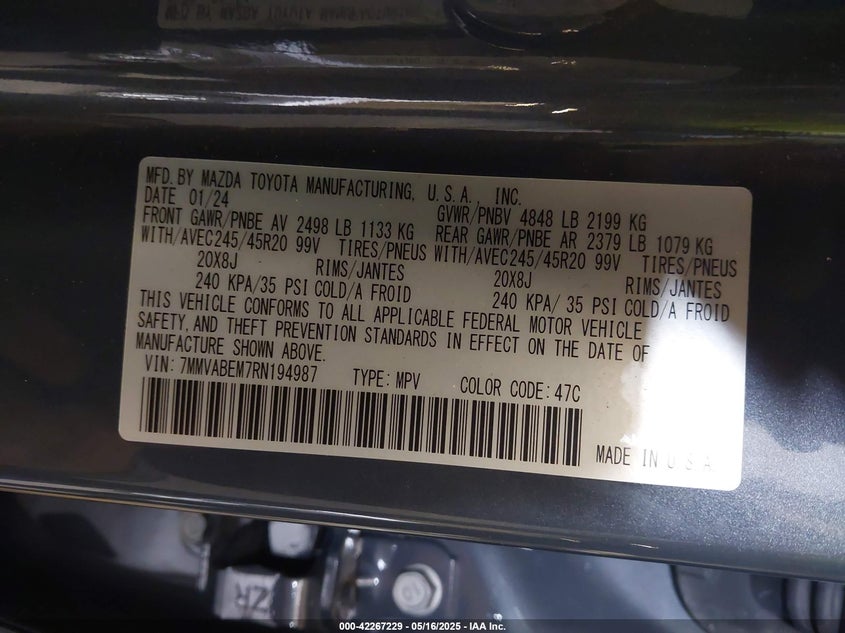 MFD. BY MAZDA TOYOTA MANUFACTURING, U.S.A., INC.
DATE 01/24 GVWR/PNBV 4848 LB 2199 KG
FRONT GAWR/PNBE AV 2498 LB 1133 KG REAR GAWR/PNBE AR 2379 LB 1079 KG
WITH/AVEC245/45R20 99V TIRES/PNEUS WITH/AVEC245/45R20 99V TIRES/PNEUS
20X8J RIMS/JANTES 20X8J RIMS/JANTES
240 KPA/35 PSI COLD/A FROID 240 KPA/ 35 PSI COLD/A FROID
THIS VEHICLE CONFORMS TO ALL APPLICABLE FEDERAL MOTOR VEHICLE
SAFETY, AND THEFT PREVENTION STANDARDS IN EFFECT ON THE DATE OF
MANUFACTURE SHOWN ABOVE.
VIN: 7MMVABEM7RN194987 TYPE: MPV COLOR CODE: 47C
MADE IN U.S.A.
ZR
000-42267229 - 05/16/2025 - IAA Inc.